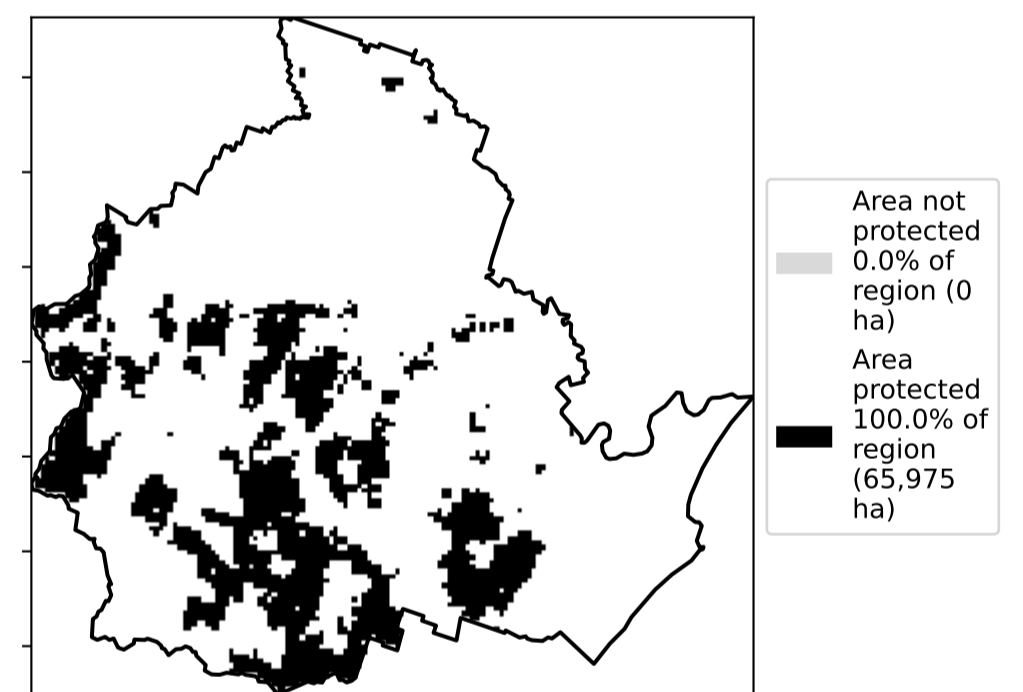 Area not
protected
0.0% of
region (0
ha)
Area
protected
100.0% of
region
(65,975
ha)